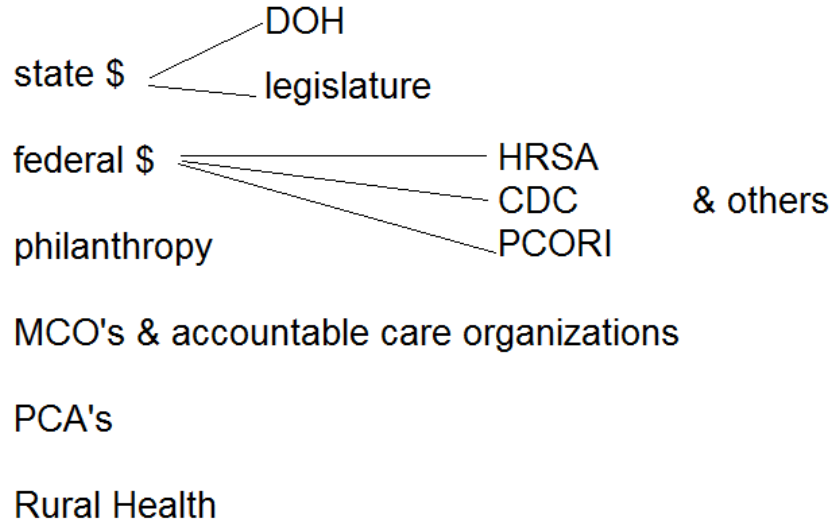 DOH
state $
legislature
federal $
HRSA
CDC & others
PCORI
philanthropy
MCO's & accountable care organizations
PCA's
Rural Health